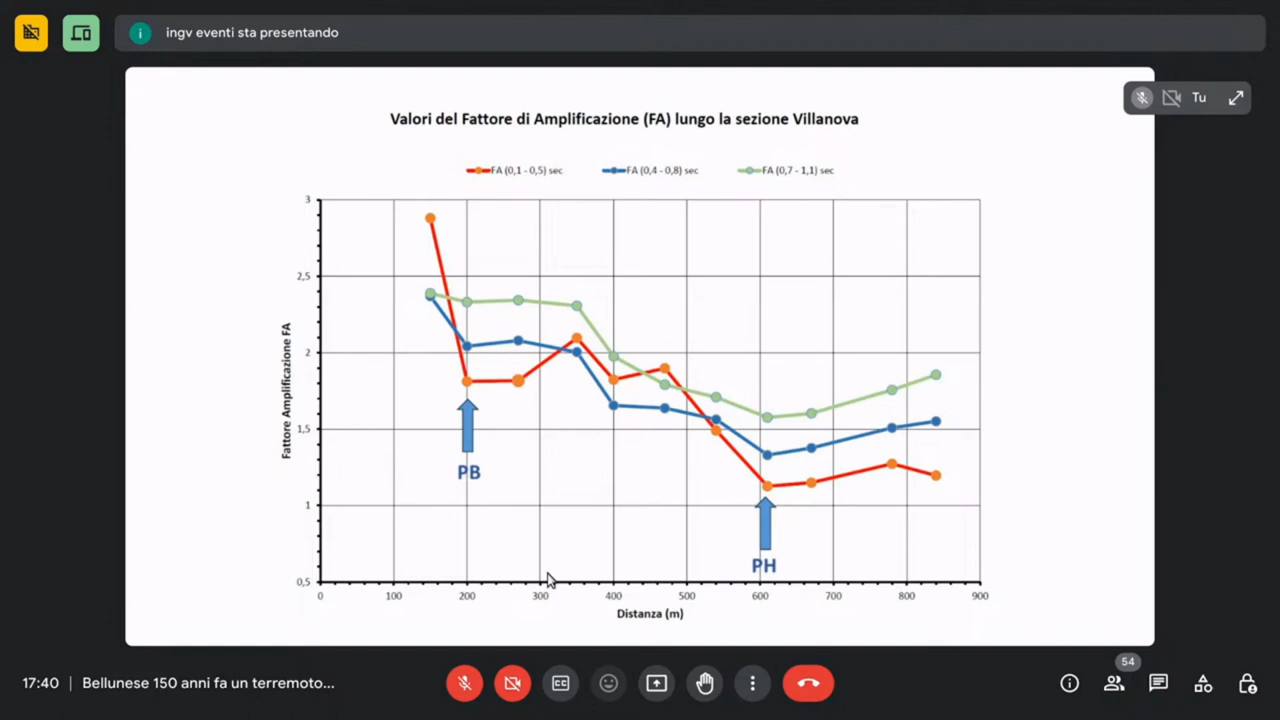 ingv eventi sta presentando
Tu
Valori del Fattore di Amplificazione (FA) lungo la sezione Villanova
FA (0,1 - 0,5) sec FA (0,4 - 0,8) sec FA (0,7 - 1,1) sec
3
2,5
2
1,5
1
0,5
Fattore Amplificazione FA
PB
PH
0 100 200 300 400 500 600 700 800 900
Distanza (m)
17:40 | Bellunese 150 anni fa un terremoto...
54